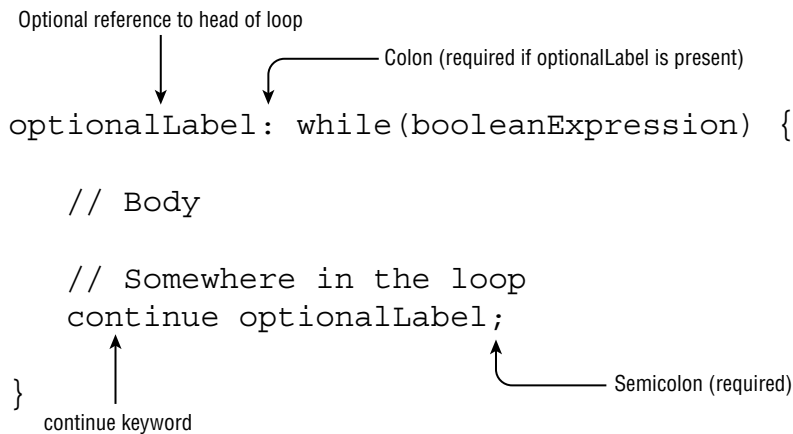 Optional reference to head of loop
Colon (required if optionalLabel is present)
optionalLabel: while(booleanExpression) {
// Body
// Somewhere in the loop
continue optionalLabel;
}
Semicolon (required)
continue keyword